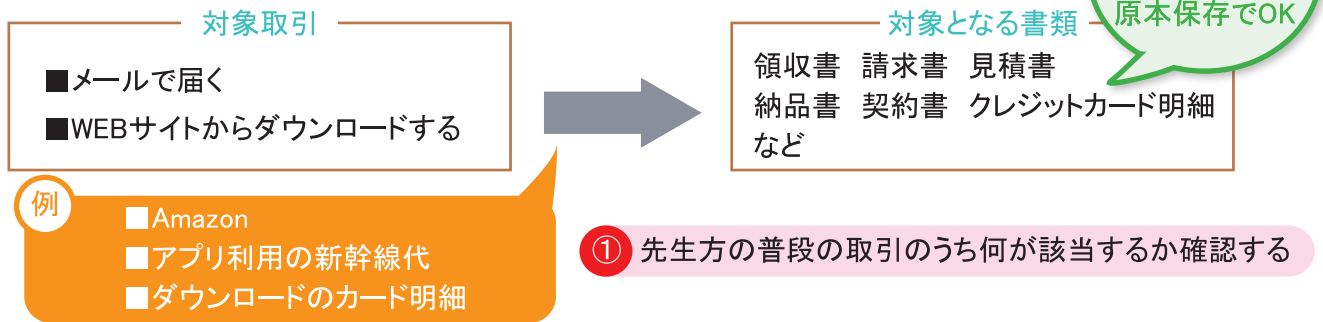 対象取引
■メールで届く
■WEBサイトからダウンロードする
対象となる書類
原本保存でOK
領収書 請求書 見積書
納品書 契約書 クレジットカード明細
など
例
■Amazon
■アプリ利用の新幹線代
■ダウンロードのカード明細
① 先生方の普段の取引のうち何が該当するか確認する